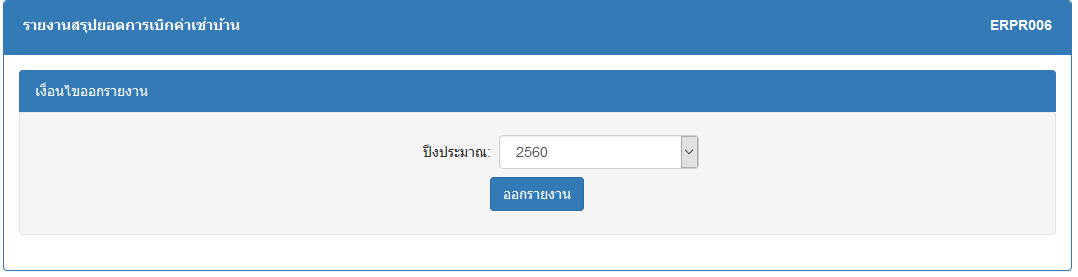 รายงานสรุปยอดการเบิกค่าเช่าบ้าน ERPR006
เงื่อนไขออกรายงาน
ปีงบประมาณ: 2560
ออกรายงาน